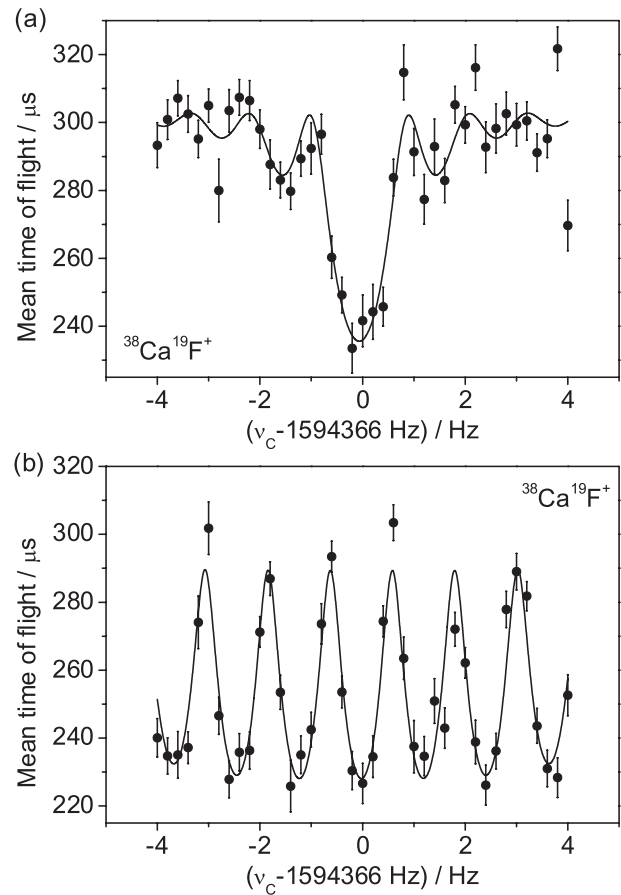 (a)
320
300
280
260
240
Mean time of flight / μs
³⁸Ca¹⁹F⁺
-4 -2 0 2 4
(ν_C-1594366 Hz) / Hz
(b)
320
300
280
260
240
220
Mean time of flight / μs
³⁸Ca¹⁹F⁺
-4 -2 0 2 4
(ν_C-1594366 Hz) / Hz